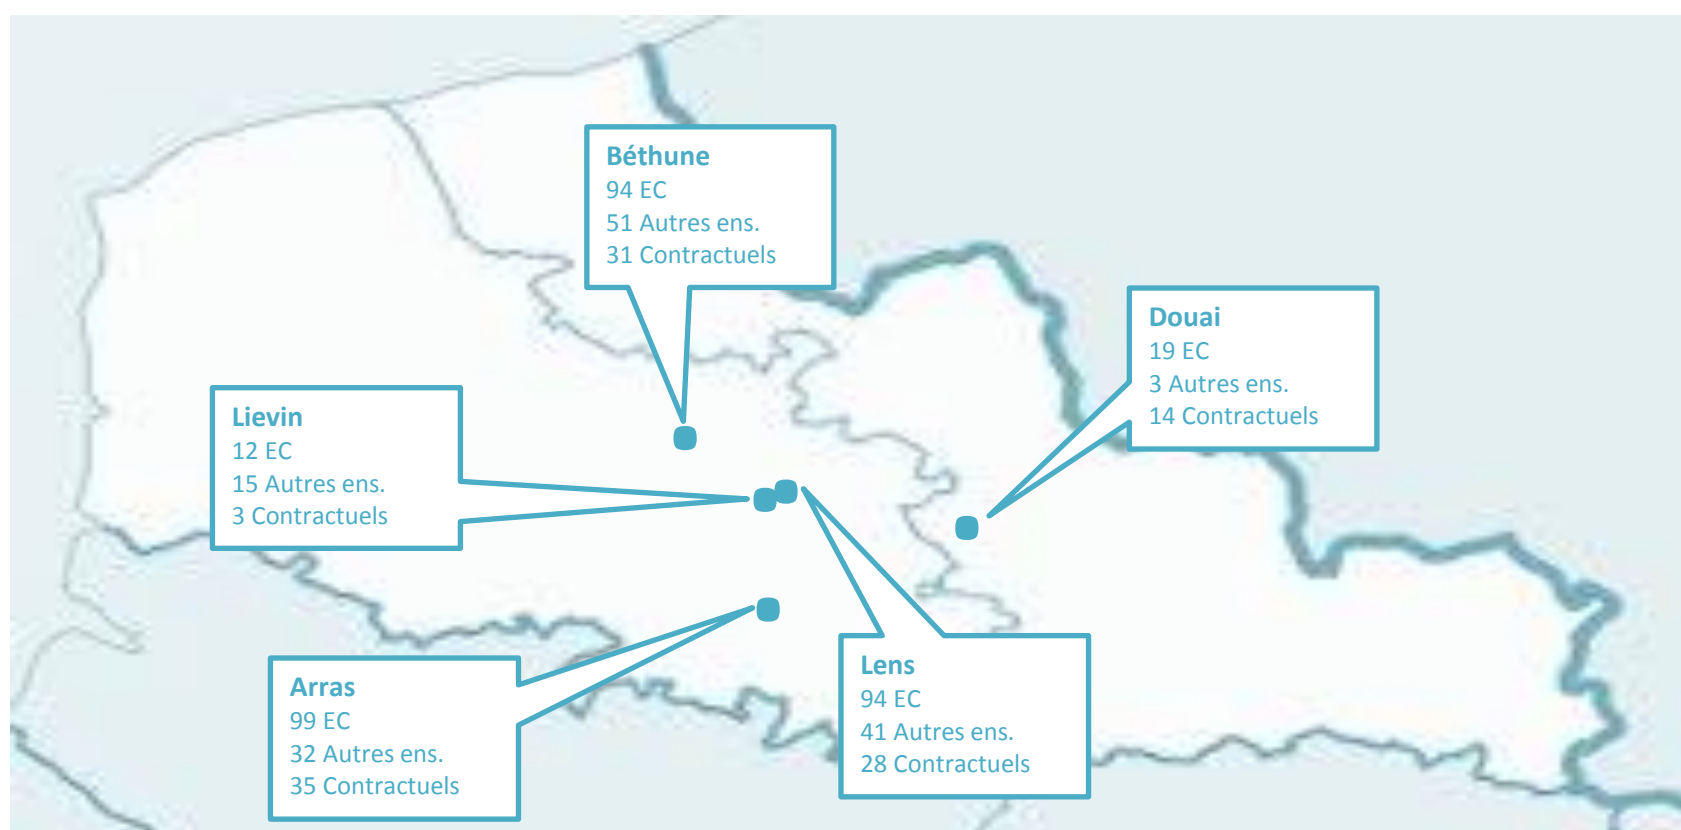 Béthune
94 EC
51 Autres ens.
31 Contractuels
Douai
19 EC
3 Autres ens.
14 Contractuels
Lievin
12 EC
15 Autres ens.
3 Contractuels
Lens
94 EC
41 Autres ens.
28 Contractuels
Arras
99 EC
32 Autres ens.
35 Contractuels